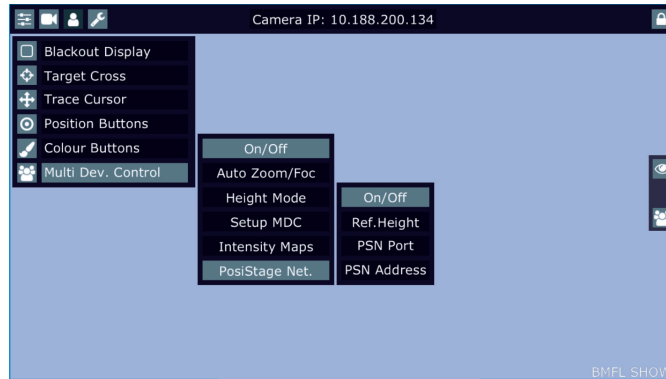 Camera IP: 10.188.200.134
Blackout Display
Target Cross
Trace Cursor
Position Buttons
Colour Buttons
Multi Dev. Control
On/Off
Auto Zoom/Foc
Height Mode
Setup MDC
Intensity Maps
PosiStage Net.
On/Off
Ref.Height
PSN Port
PSN Address
BMFL SHOW